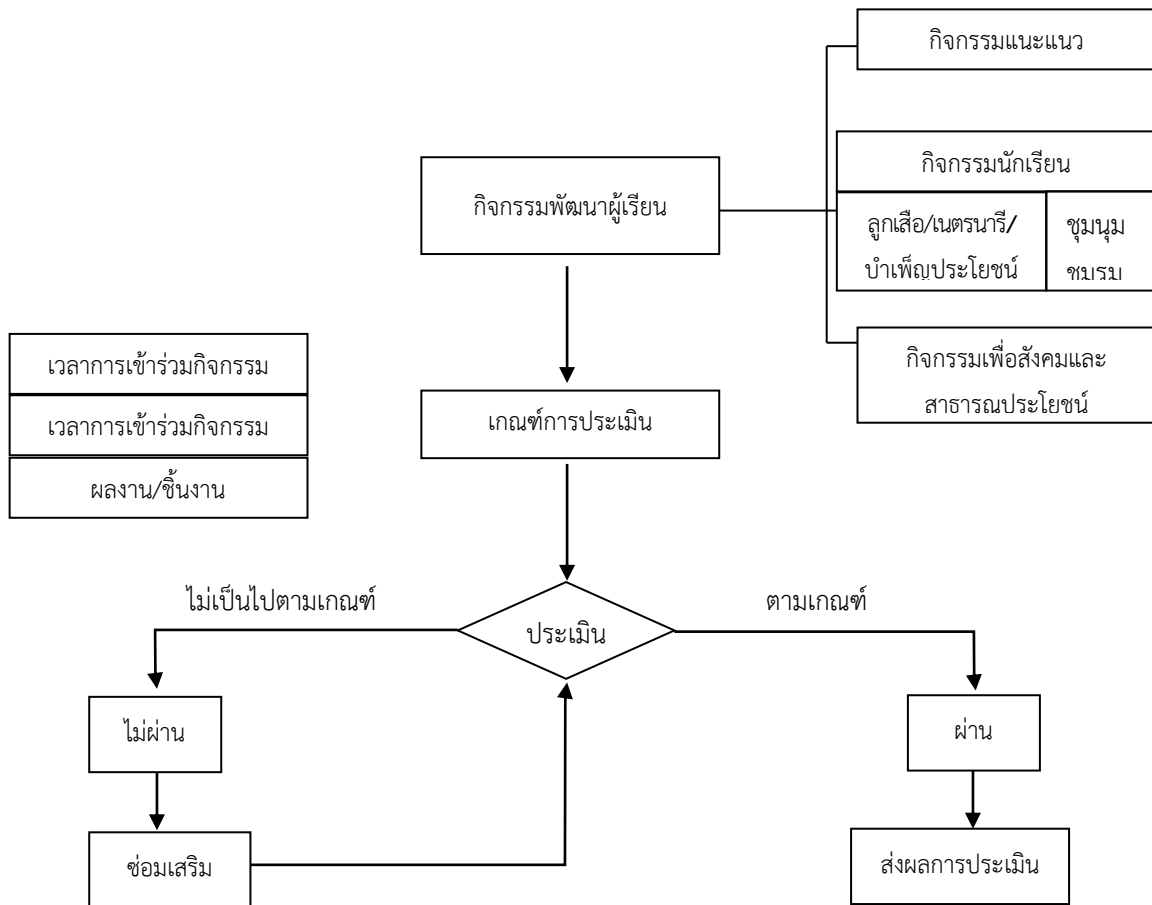 กิจกรรมแนะแนว
กิจกรรมนักเรียน
กิจกรรมพัฒนาผู้เรียน
ลูกเสือ/เนตรนารี/
บำเพ็ญประโยชน์
ชุมนุม
ชมรม
กิจกรรมเพื่อสังคมและ
สาธารณประโยชน์
เวลาการเข้าร่วมกิจกรรม
เวลาการเข้าร่วมกิจกรรม
ผลงาน/ชิ้นงาน
เกณฑ์การประเมิน
ไม่เป็นไปตามเกณฑ์
ตามเกณฑ์
ประเมิน
ไม่ผ่าน
ผ่าน
ซ่อมเสริม
ส่งผลการประเมิน